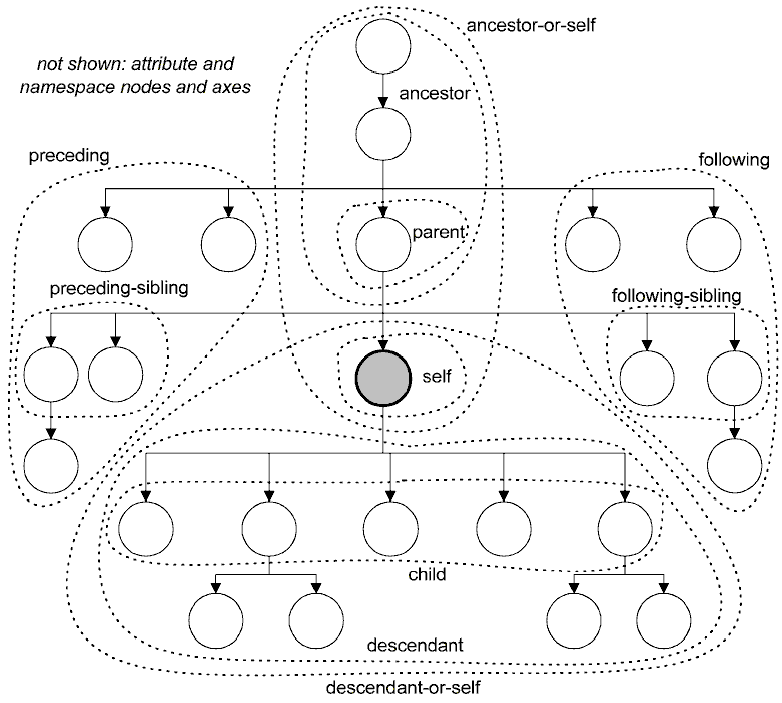 ancestor-or-self
not shown: attribute and
namespace nodes and axes
ancestor
preceding
following
parent
preceding-sibling
following-sibling
self
child
descendant
descendant-or-self